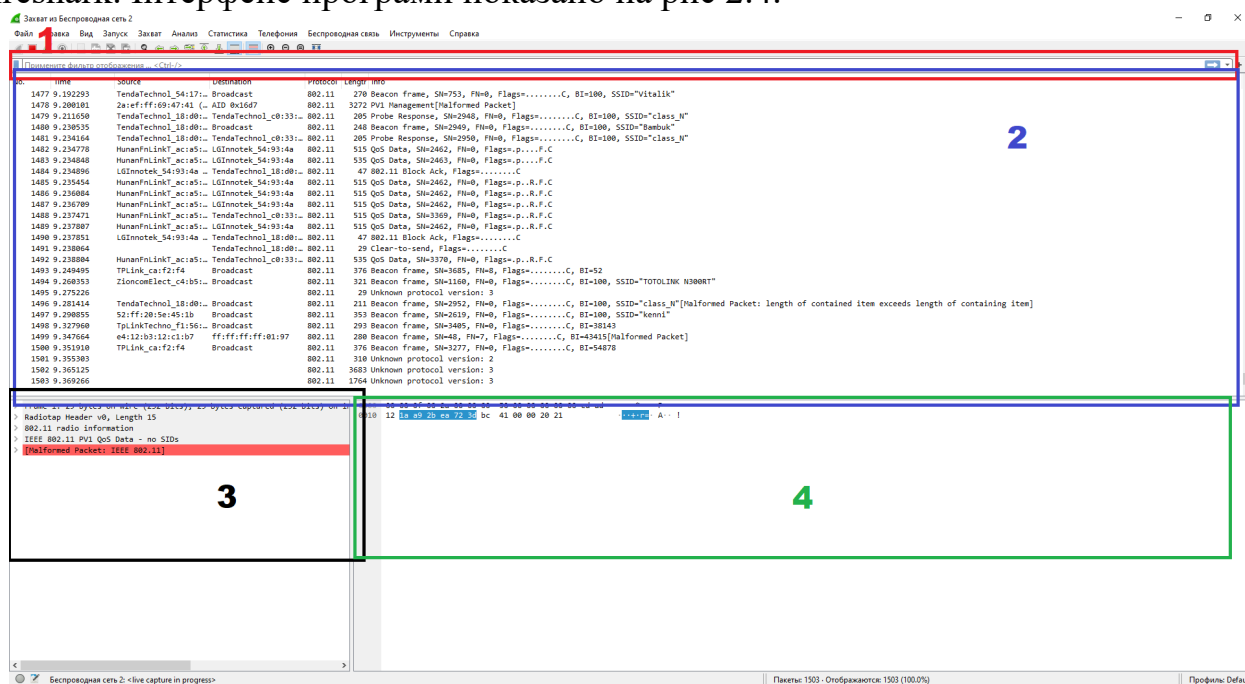 reshark. Інтерфейс програми показано на рис 2.4.
Захват из Беспроводная сеть 2
Файл Правка Вид Запуск Захват Анализ Статистика Телефония Беспроводная связь Инструменты Справка
1
Примените фильтр отображения ... <Ctrl-/>
No. Time Source Destination Protocol Length Info
1477 9.192293 TendaTechnol_54:17:… Broadcast 802.11 270 Beacon frame, SN=753, FN=0, Flags=........C, BI=100, SSID="Vitalik"
1478 9.200101 2a:ef:ff:69:47:41 (… AID 0x16d7 802.11 3272 PV1 Management[Malformed Packet]
1479 9.211650 TendaTechnol_18:d0:… TendaTechnol_c0:33:… 802.11 205 Probe Response, SN=2948, FN=0, Flags=........C, BI=100, SSID="class_N"
1480 9.230535 TendaTechnol_18:d0:… Broadcast 802.11 248 Beacon frame, SN=2949, FN=0, Flags=........C, BI=100, SSID="Bambuk"
1481 9.234164 TendaTechnol_18:d0:… TendaTechnol_c0:33:… 802.11 205 Probe Response, SN=2950, FN=0, Flags=........C, BI=100, SSID="class_N"
1482 9.234778 HunanFnLinkT_ac:a5:… LGInnotek_54:93:4a 802.11 515 QoS Data, SN=2462, FN=0, Flags=.p....F.C
1483 9.234848 HunanFnLinkT_ac:a5:… LGInnotek_54:93:4a 802.11 535 QoS Data, SN=2463, FN=0, Flags=.p....F.C
1484 9.234896 LGInnotek_54:93:4a … TendaTechnol_18:d0:… 802.11 47 802.11 Block Ack, Flags=........C
1485 9.235454 HunanFnLinkT_ac:a5:… LGInnotek_54:93:4a 802.11 515 QoS Data, SN=2462, FN=0, Flags=.p..R.F.C
1486 9.236084 HunanFnLinkT_ac:a5:… LGInnotek_54:93:4a 802.11 515 QoS Data, SN=2462, FN=0, Flags=.p..R.F.C
1487 9.236709 HunanFnLinkT_ac:a5:… LGInnotek_54:93:4a 802.11 515 QoS Data, SN=2462, FN=0, Flags=.p..R.F.C
1488 9.237471 HunanFnLinkT_ac:a5:… TendaTechnol_c0:33:… 802.11 515 QoS Data, SN=3369, FN=0, Flags=.p..R.F.C
1489 9.237807 HunanFnLinkT_ac:a5:… LGInnotek_54:93:4a 802.11 515 QoS Data, SN=2462, FN=0, Flags=.p..R.F.C
1490 9.237851 LGInnotek_54:93:4a … TendaTechnol_18:d0:… 802.11 47 802.11 Block Ack, Flags=........C
1491 9.238064 TendaTechnol_18:d0:… 802.11 29 Clear-to-send, Flags=........C
1492 9.238804 HunanFnLinkT_ac:a5:… TendaTechnol_c0:33:… 802.11 535 QoS Data, SN=3370, FN=0, Flags=.p..R.F.C
1493 9.249495 TPLink_ca:f2:f4 Broadcast 802.11 376 Beacon frame, SN=3685, FN=8, Flags=........C, BI=52
1494 9.260353 ZioncomElect_c4:b5:… Broadcast 802.11 321 Beacon frame, SN=1160, FN=0, Flags=........C, BI=100, SSID="TOTOLINK N300RT"
1495 9.275226 802.11 29 Unknown protocol version: 3
1496 9.281414 TendaTechnol_18:d0:… Broadcast 802.11 211 Beacon frame, SN=2952, FN=0, Flags=........C, BI=100, SSID="class_N"[Malformed Packet: length of contained item exceeds length of containing item]
1497 9.290855 52:ff:20:5e:45:1b Broadcast 802.11 353 Beacon frame, SN=2619, FN=0, Flags=........C, BI=100, SSID="kenni"
1498 9.327960 TpLinkTechno_f1:56:… Broadcast 802.11 293 Beacon frame, SN=3405, FN=0, Flags=........C, BI=38143
1499 9.347664 e4:12:b3:12:c1:b7 ff:ff:ff:ff:01:97 802.11 280 Beacon frame, SN=48, FN=7, Flags=........C, BI=43415[Malformed Packet]
1500 9.351910 TPLink_ca:f2:f4 Broadcast 802.11 376 Beacon frame, SN=3277, FN=0, Flags=........C, BI=54878
1501 9.355303 802.11 310 Unknown protocol version: 2
1502 9.365125 802.11 3683 Unknown protocol version: 3
1503 9.369266 802.11 1764 Unknown protocol version: 3
2
Radiotap Header v0, Length 15
802.11 radio information
IEEE 802.11 PV1 QoS Data - no SIDs
[Malformed Packet: IEEE 802.11]
3
12 1a a9 2b ea 72 3d bc 41 00 00 20 21 ···+·r=· A·· !
4
Беспроводная сеть 2: <live capture in progress>
Пакеты: 1503 · Отображаются: 1503 (100.0%)
Профиль: Defau